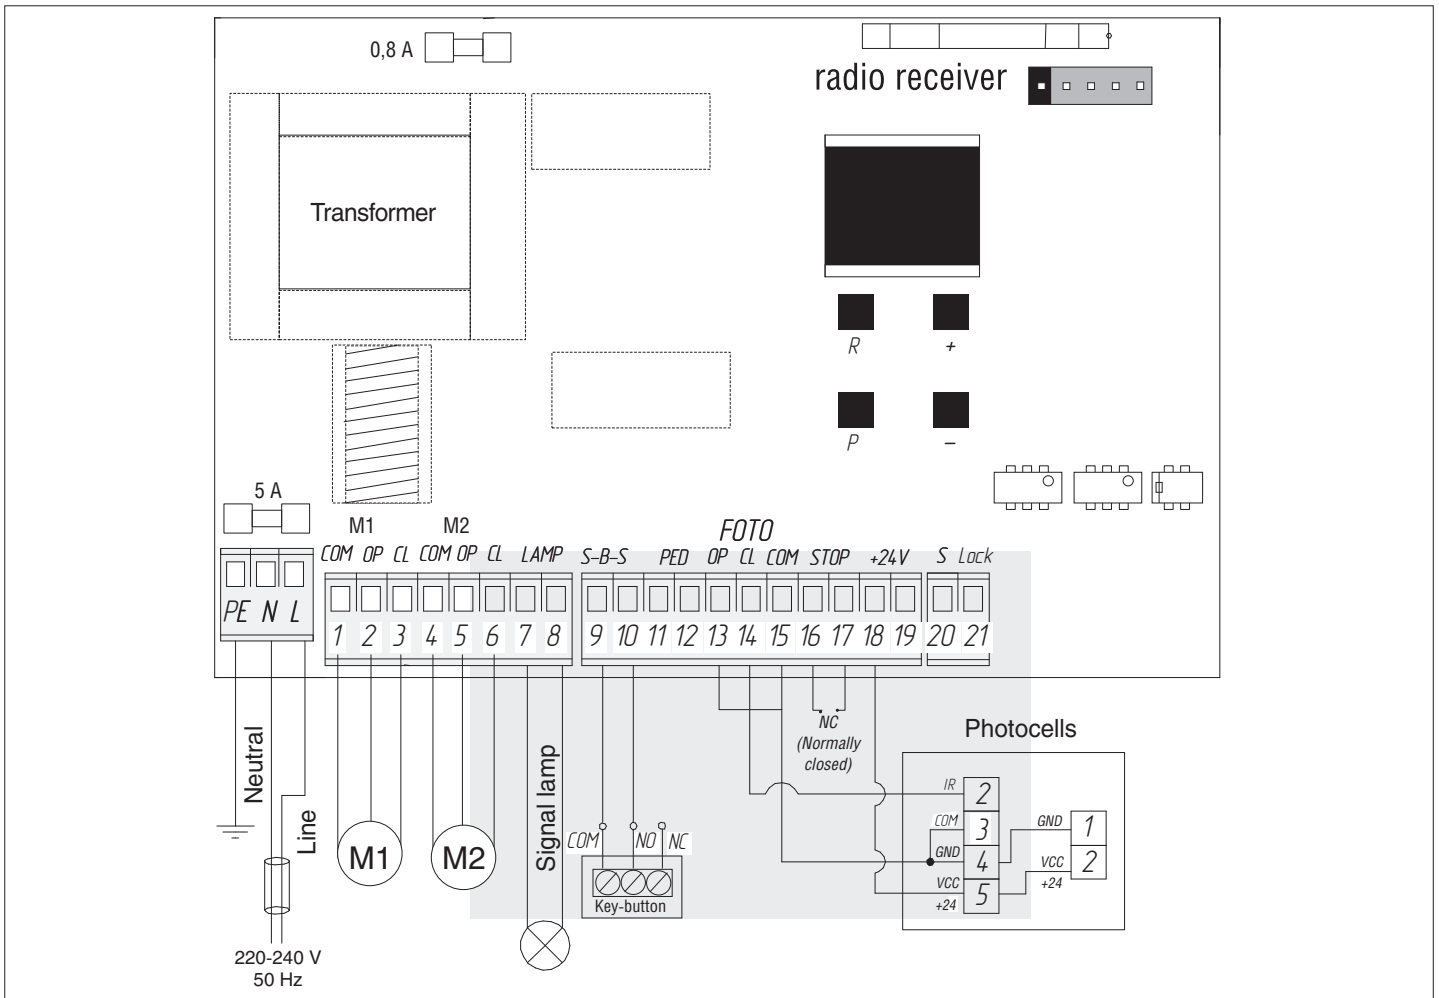 0,8 A
radio receiver
Transformer
R +
P –
5 A
M1 M2 FOTO
COM OP CL COM OP CL LAMP S–B–S PED OP CL COM STOP +24V S Lock
PE N L
1 2 3 4 5 6 7 8 9 10 11 12 13 14 15 16 17 18 19 20 21
NC
(Normally
closed)
Photocells
Neutral
Line
Signal lamp
M1 M2
COM NO NC
Key-button
IR 2
COM 3
GND 4
VCC 5
+24
GND 1
VCC 2
+24
220-240 V
50 Hz